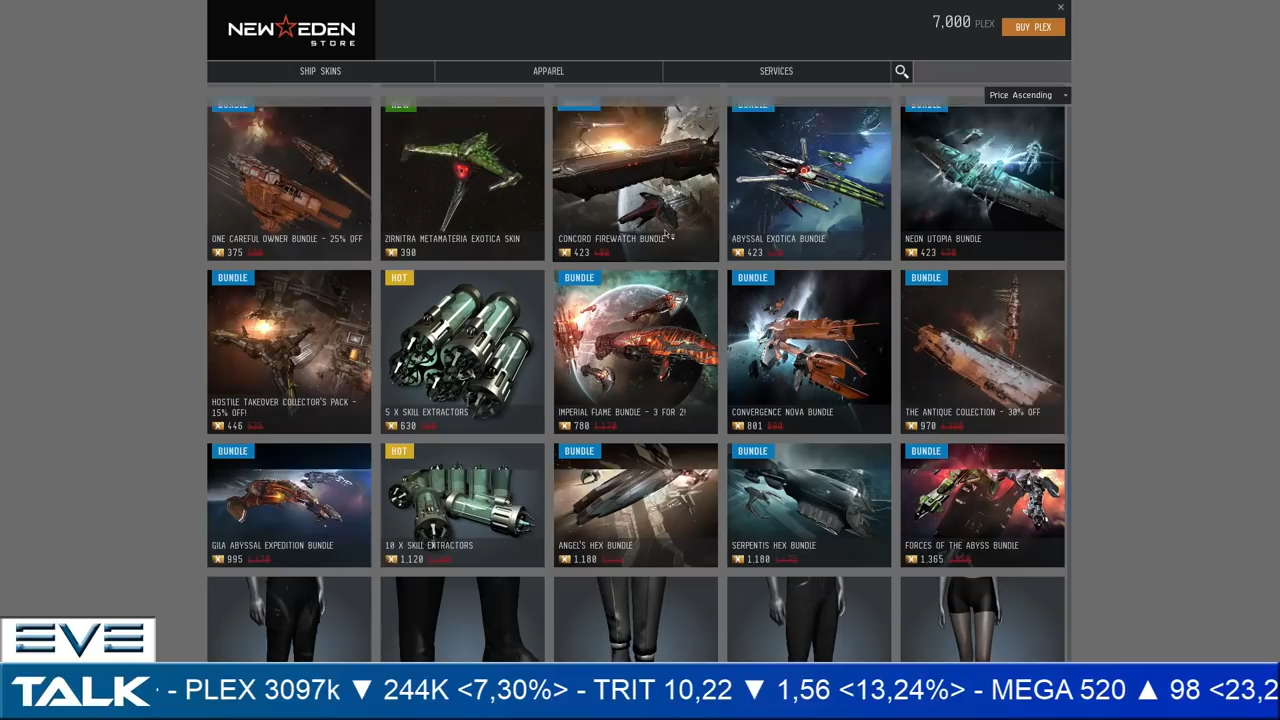 NEW EDEN
STORE
7,000 PLEX
BUY PLEX
SHIP SKINS
APPAREL
SERVICES
Price Ascending
BUNDLE
NEW
BUNDLE
BUNDLE
ONE CAREFUL OWNER BUNDLE - 25% OFF
375 500
ZIRNITRA METAMATERIA EXOTICA SKIN
390
CONCORD FIREWATCH BUNDLE
423
ABYSSAL EXOTICA BUNDLE
423
NEON UTOPIA BUNDLE
423
BUNDLE
HOT
BUNDLE
BUNDLE
BUNDLE
HOSTILE TAKEOVER COLLECTOR'S PACK -
15% OFF!
446 525
5 X SKILL EXTRACTORS
630
IMPERIAL FLAME BUNDLE - 3 FOR 2!
780 1,170
CONVERGENCE NOVA BUNDLE
801
THE ANTIQUE COLLECTION - 30% OFF
970
BUNDLE
HOT
BUNDLE
BUNDLE
BUNDLE
GILA ABYSSAL EXPEDITION BUNDLE
995
10 X SKILL EXTRACTORS
1,120
ANGEL'S HEX BUNDLE
1,180
SERPENTIS HEX BUNDLE
1,180
FORCES OF THE ABYSS BUNDLE
1,365
EVE
TALK
- PLEX 3097k ▼ 244K <7,30%> - TRIT 10,22 ▼ 1,56 <13,24%> - MEGA 520 ▲ 98 <23,2